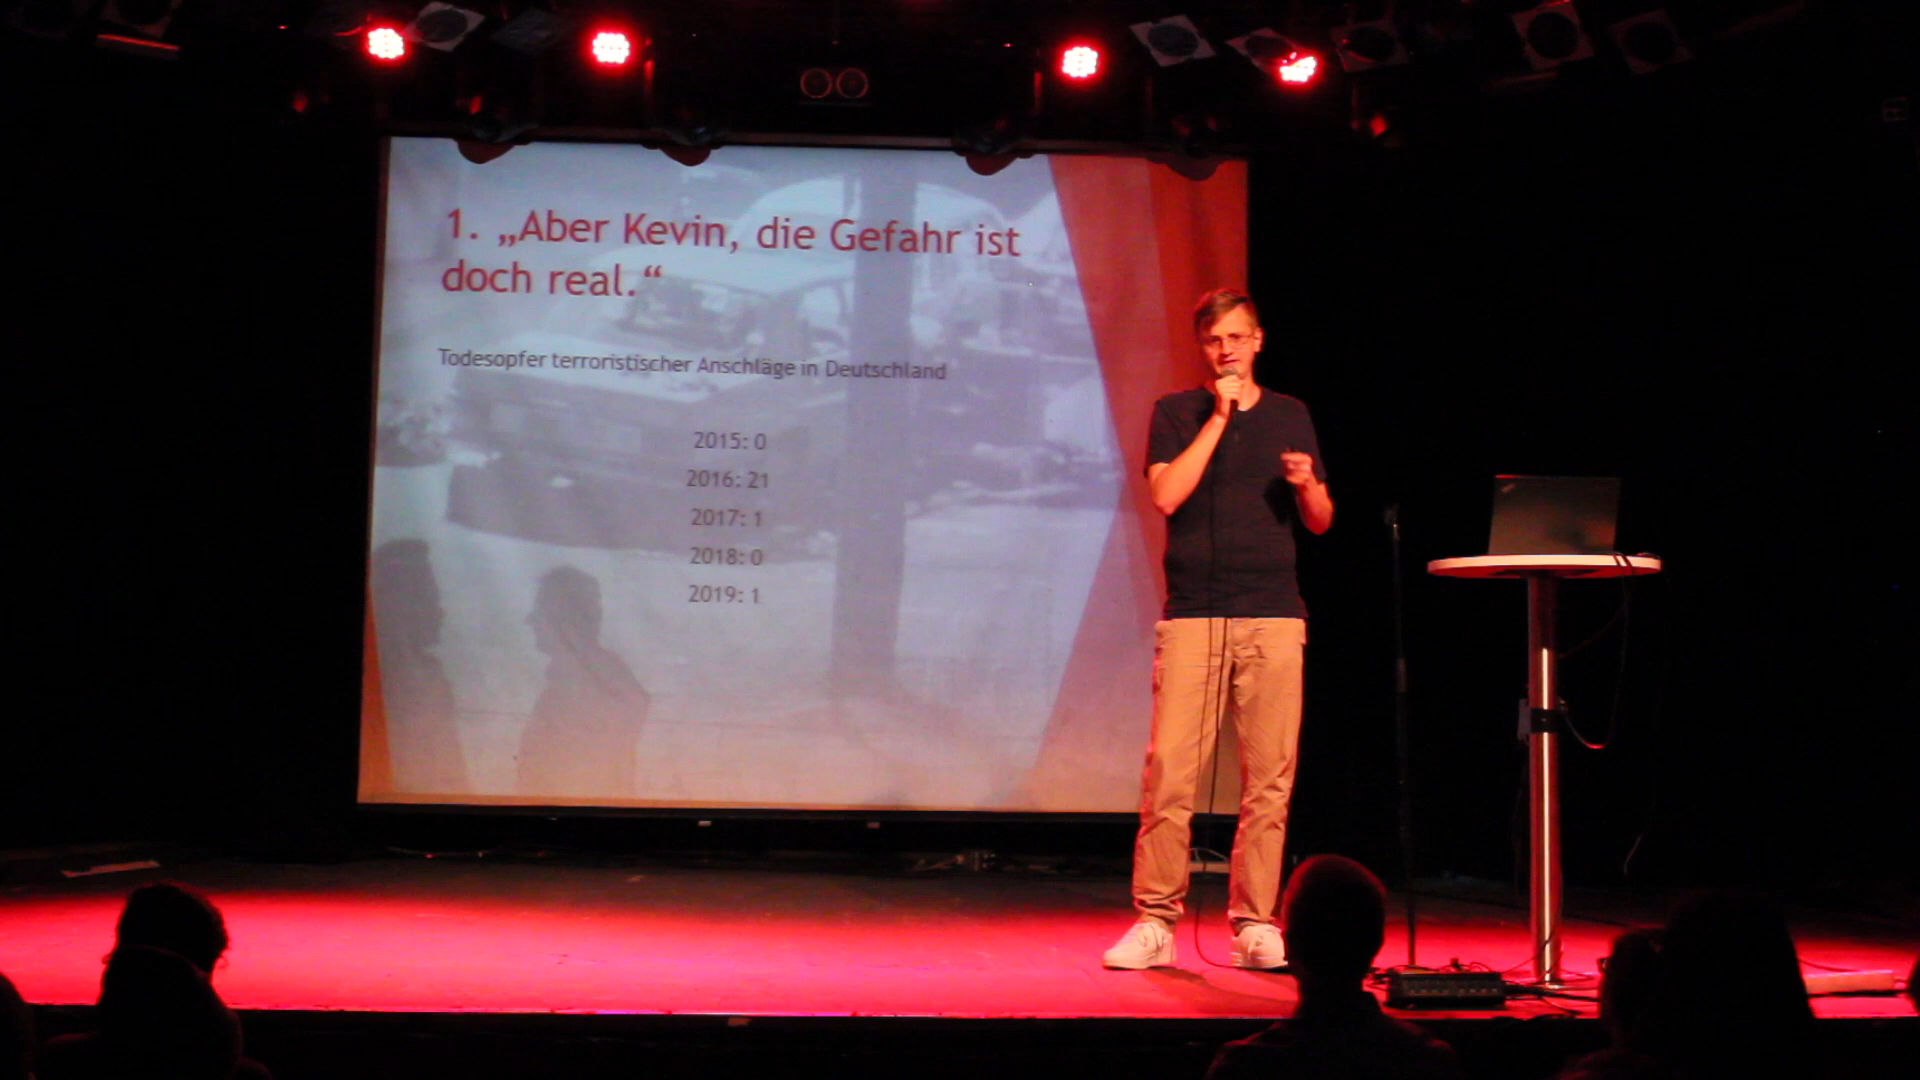 1. „Aber Kevin, die Gefahr ist
doch real.“
Todesopfer terroristischer Anschläge in Deutschland
2015: 0
2016: 21
2017: 1
2018: 0
2019: 1